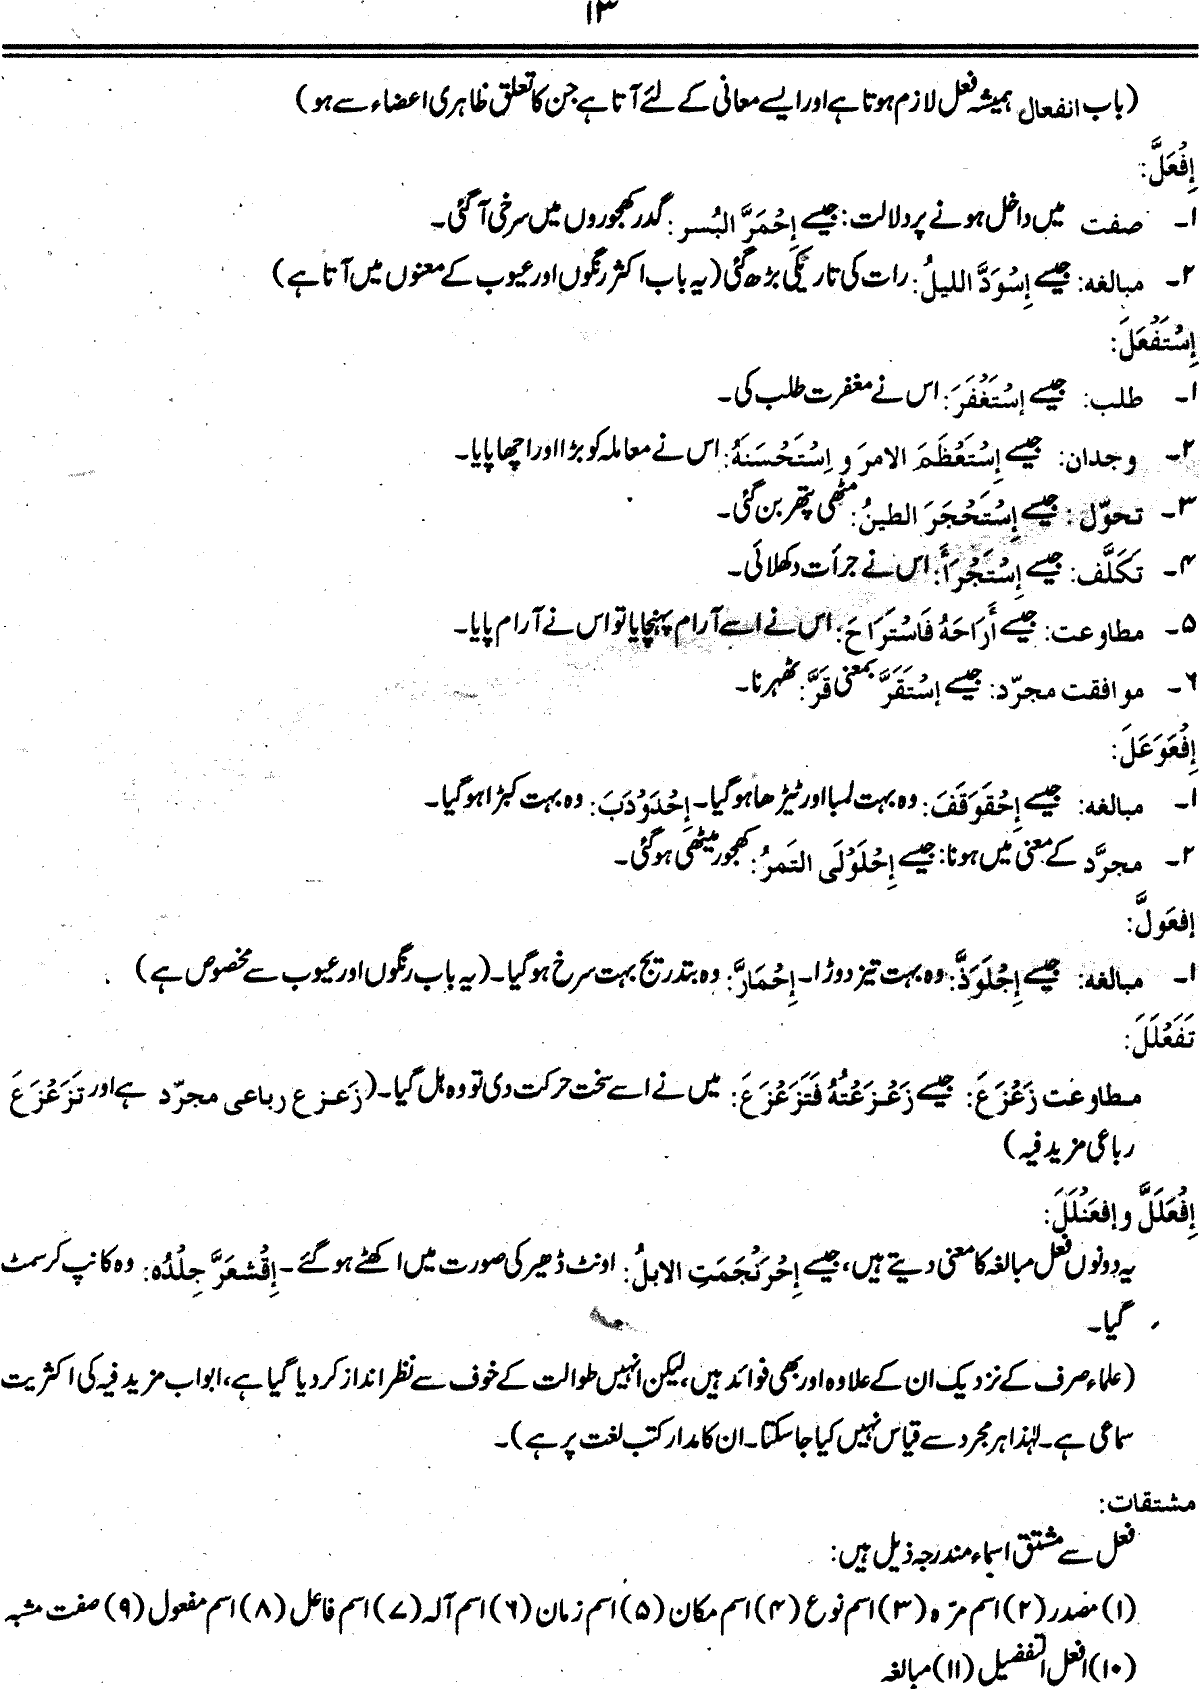 ۱۳
(باب انفعال ہمیشہ فعل لازم ہوتا ہے اور ایسے معانی کے لئے آتا ہے جن کا تعلق ظاہری اعضاء سے ہو)
اِفْعَلَّ:
۱۔ صفت میں داخل ہونے پر دلالت: جیسے اِحْمَرَّ البُسر: گدر کھجوروں میں سرخی آگئی۔
۲۔ مبالغہ: جیسے اِسْوَدَّ اللیلُ: رات کی تاریکی بڑھ گئی (یہ باب اکثر رنگوں اور عیوب کے معنوں میں آتا ہے)
اِسْتَفْعَلَ:
۱۔ طلب: جیسے اِسْتَغْفَرَ: اس نے مغفرت طلب کی۔
۲۔ وجدان: جیسے اِسْتَعْظَمَ الامرَ و اِسْتَحْسَنَهُ: اس نے معاملہ کو بڑا اور اچھا پایا۔
۳۔ تحوّل: جیسے اِسْتَحْجَرَ الطینُ: مٹھی پتھر بن گئی۔
۴۔ تکَلَّف: جیسے اِسْتَجْرَأَ: اس نے جرأت دکھلائی۔
۵۔ مطاوعت: جیسے أَرَاحَهُ فَاسْتَرَاحَ: اس نے اسے آرام پہنچایا تو اس نے آرام پایا۔
۶۔ موافقت مجرّد: جیسے اِسْتَقَرَّ بمعنی قَرَّ: ٹھہرنا۔
اِفْعَوعَلَ:
۱۔ مبالغہ: جیسے اِحْقَوقَفَ: وہ بہت لمبا اور ٹیڑھا ہوگیا۔ اِحْدَوْدَبَ: وہ بہت کبڑا ہوگیا۔
۲۔ مجرَّد کے معنی میں ہونا: جیسے اِحْلَوْلَی التَمرُ: کھجور میٹھی ہوگئی۔
اِفعَولَّ:
۱۔ مبالغہ: جیسے اِجْلَوَذَّ: وہ بہت تیز دوڑا۔ اِحْمَارَّ: وہ بتدریج بہت سرخ ہوگیا۔ (یہ باب رنگوں اور عیوب سے مخصوص ہے)
تَفَعْلَلَ:
مطاوعت زَعْزَعَ: جیسے زَعْزَعْتُهُ فَتَزَعْزَعَ: میں نے اسے سخت حرکت دی تو وہ ہل گیا۔ (زَعزع رباعی مجرّد ہے اور تَزَعْزَعَ
رباعی مزید فیہ)
اِفْعَلَلَّ و اِفعَنْلَلَ:
یہ دونوں فعل مبالغہ کا معنی دیتے ہیں، جیسے اِحْرَنْجَمَتِ الابلُ: اونٹ ڈھیر کی صورت میں اکھٹے ہو گئے۔ اِقْشعَرَّ جِلْدُه: وہ کانپ کر سمٹ
گیا۔
(علماء صرف کے نزدیک ان کے علاوہ اور بھی فوائد ہیں، لیکن انہیں طوالت کے خوف سے نظر انداز کر دیا گیا ہے، ابواب مزید فیہ کی اکثریت
سماعی ہے۔ لہٰذا ہر مجرد سے قیاس نہیں کیا جا سکتا۔ ان کا مدار کتب لغت پر ہے)۔
مشتقات:
فعل سے مشتق اسماء مندرجہ ذیل ہیں:
(۱) مصدر (۲) اسم مرّہ (۳) اسم نوع (۴) اسم مکان (۵) اسم زمان (۶) اسم آلہ (۷) اسم فاعل (۸) اسم مفعول (۹) صفت مشبہ
(۱۰) افعل التفضیل (۱۱) مبالغہ